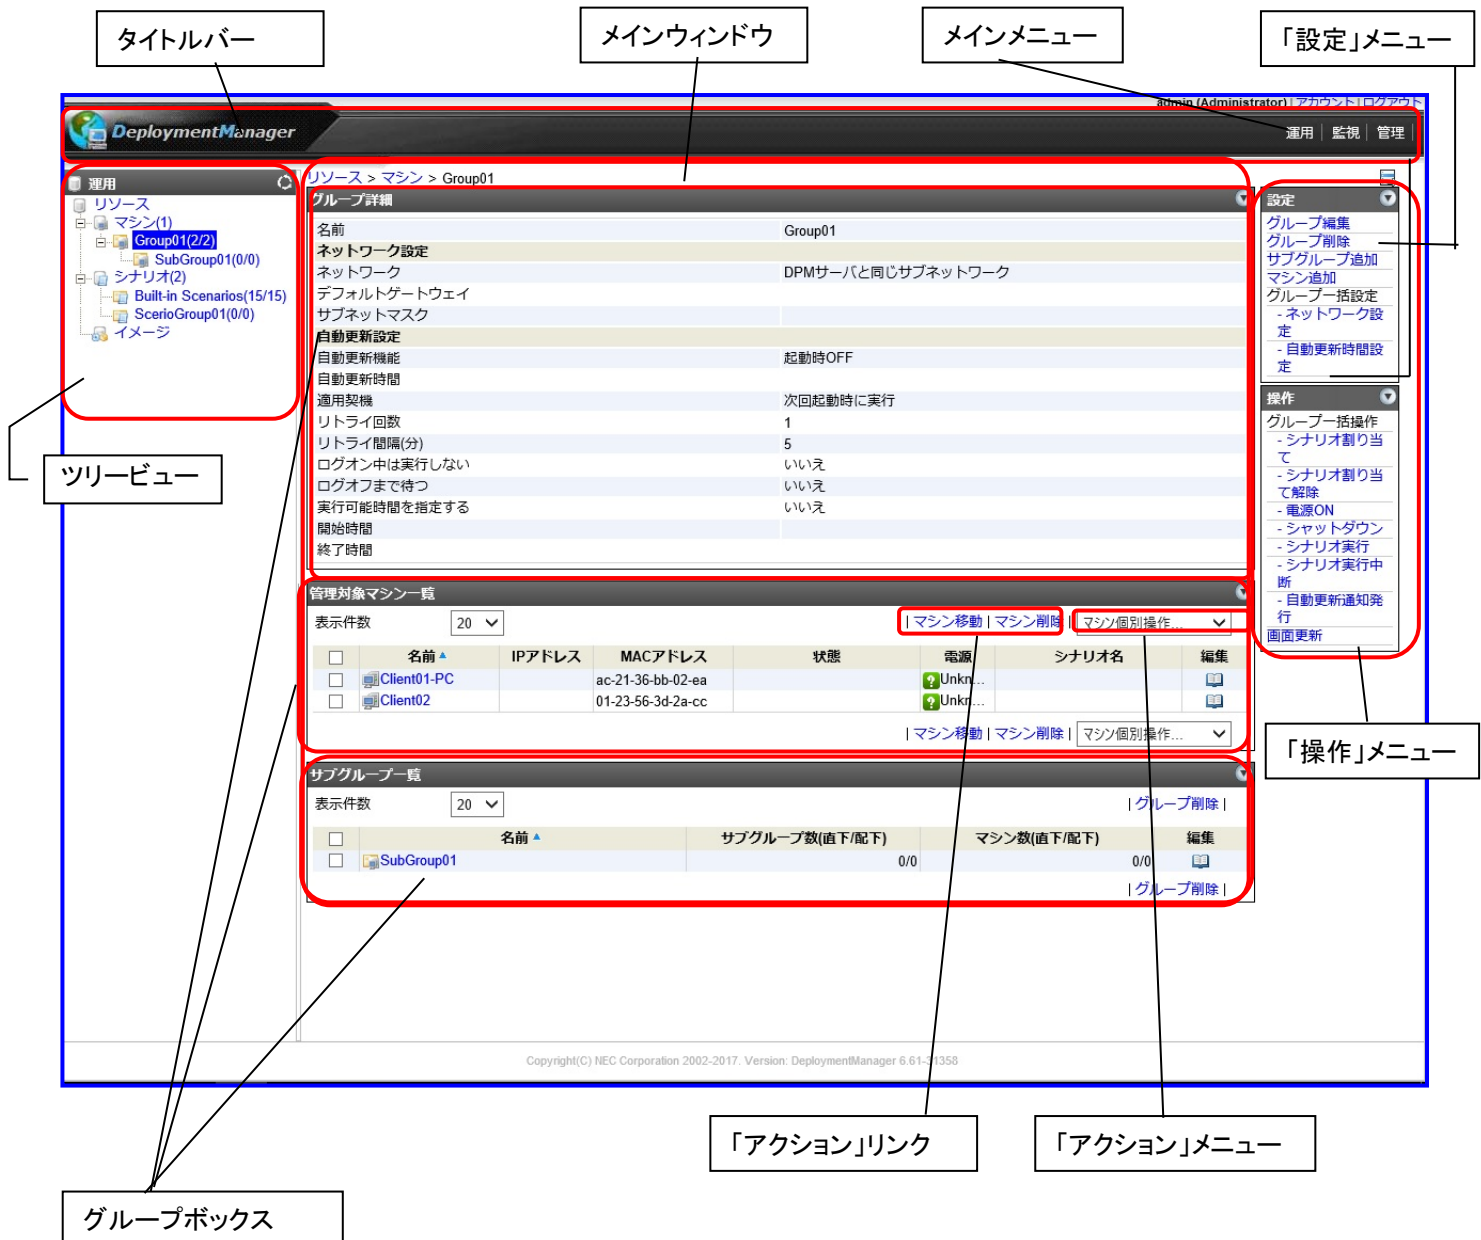 タイトルバー
メインウィンドウ
メインメニュー
「設定」メニュー
admin (Administrator) | アカウント | ログアウト
DeploymentManager
運用 | 監視 | 管理 |
運用
リソース
マシン(1)
Group01(2/2)
SubGroup01(0/0)
シナリオ(2)
Built-in Scenarios(15/15)
ScerioGroup01(0/0)
イメージ
ツリービュー
リソース > マシン > Group01
グループ詳細
名前 Group01
ネットワーク設定
ネットワーク DPMサーバと同じサブネットワーク
デフォルトゲートウェイ
サブネットマスク
自動更新設定
自動更新機能 起動時OFF
自動更新時間
適用契機 次回起動時に実行
リトライ回数 1
リトライ間隔(分) 5
ログオン中は実行しない いいえ
ログオフまで待つ いいえ
実行可能時間を指定する いいえ
開始時間
終了時間
管理対象マシン一覧
表示件数 20 | マシン移動 | マシン削除 | マシン個別操作...
名前 IPアドレス MACアドレス 状態 電源 シナリオ名 編集
Client01-PC ac-21-36-bb-02-ea Unkn...
Client02 01-23-56-3d-2a-cc Unkn...
| マシン移動 | マシン削除 | マシン個別操作...
サブグループ一覧
表示件数 20 | グループ削除 |
名前 サブグループ数(直下/配下) マシン数(直下/配下) 編集
SubGroup01 0/0 0/0
| グループ削除 |
設定
グループ編集
グループ削除
サブグループ追加
マシン追加
グループ一括設定
- ネットワーク設
定
- 自動更新時間設
定
操作
グループ一括操作
- シナリオ割り当
て
- シナリオ割り当
て解除
- 電源ON
- シャットダウン
- シナリオ実行
- シナリオ実行中
断
- 自動更新通知発
行
画面更新
「操作」メニュー
Copyright(C) NEC Corporation 2002-2017. Version: DeploymentManager 6.61-31358
「アクション」リンク
「アクション」メニュー
グループボックス